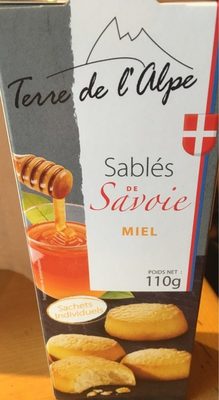 Terre de l'Alpe
Sablés
DE
Savoie
MIEL
POIDS NET :
110g
Sachets
Individuels